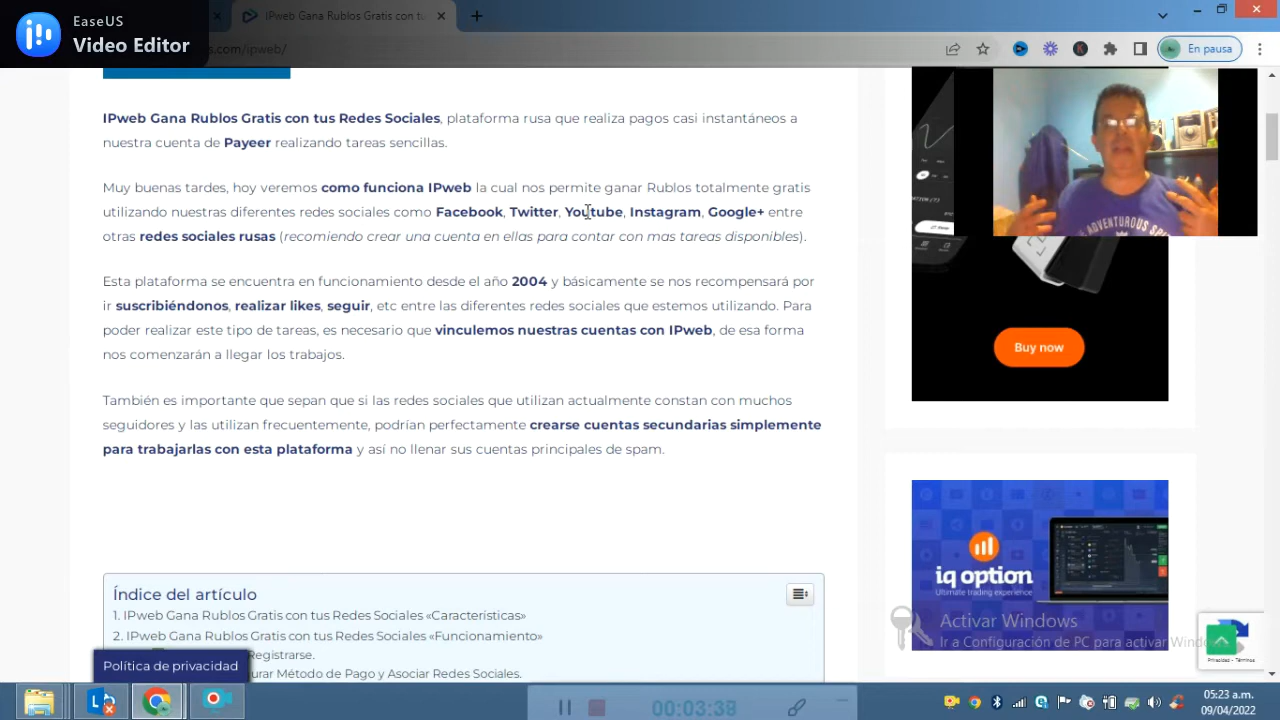 EaseUS
Video Editor
IPweb Gana Rublos Gratis con tu
s.com/ipweb/
En pausa
IPweb Gana Rublos Gratis con tus Redes Sociales, plataforma rusa que realiza pagos casi instantáneos a
nuestra cuenta de Payeer realizando tareas sencillas.
Muy buenas tardes, hoy veremos como funciona IPweb la cual nos permite ganar Rublos totalmente gratis
utilizando nuestras diferentes redes sociales como Facebook, Twitter, Youtube, Instagram, Google+ entre
otras redes sociales rusas (recomiendo crear una cuenta en ellas para contar con mas tareas disponibles).
Esta plataforma se encuentra en funcionamiento desde el año 2004 y básicamente se nos recompensará por
ir suscribiéndonos, realizar likes, seguir, etc entre las diferentes redes sociales que estemos utilizando. Para
poder realizar este tipo de tareas, es necesario que vinculemos nuestras cuentas con IPweb, de esa forma
nos comenzarán a llegar los trabajos.
También es importante que sepan que si las redes sociales que utilizan actualmente constan con muchos
seguidores y las utilizan frecuentemente, podrían perfectamente crearse cuentas secundarias simplemente
para trabajarlas con esta plataforma y así no llenar sus cuentas principales de spam.
Índice del artículo
1. IPweb Gana Rublos Gratis con tus Redes Sociales «Características»
2. IPweb Gana Rublos Gratis con tus Redes Sociales «Funcionamiento»
Registrarse.
urar Método de Pago y Asociar Redes Sociales.
Política de privacidad
ADVENTUROUS
Buy now
iq option
Ultimate trading experience
Activar Windows
Ir a Configuración de PC para activar Windows
Privacidad - Términos
00:03:38
05:23 a.m.
09/04/2022